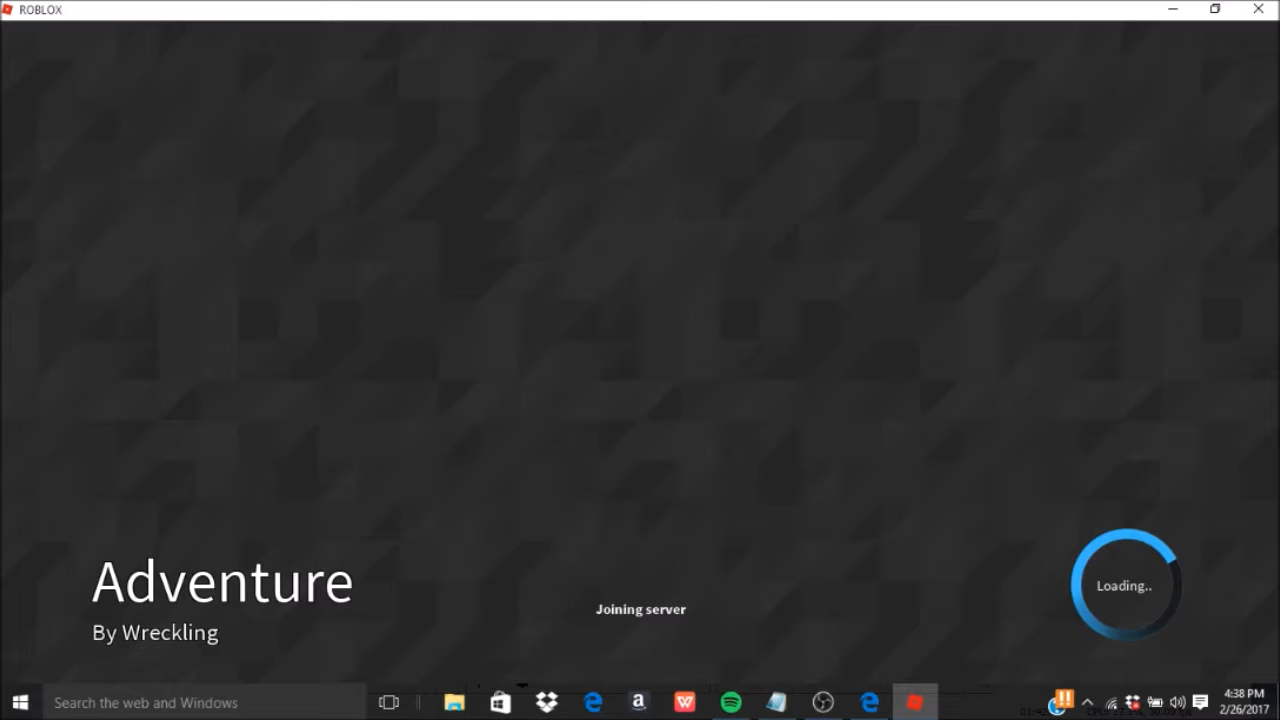 ROBLOX
Adventure
By Wreckling
Joining server
Loading..
Search the web and Windows
4:38 PM
2/26/2017